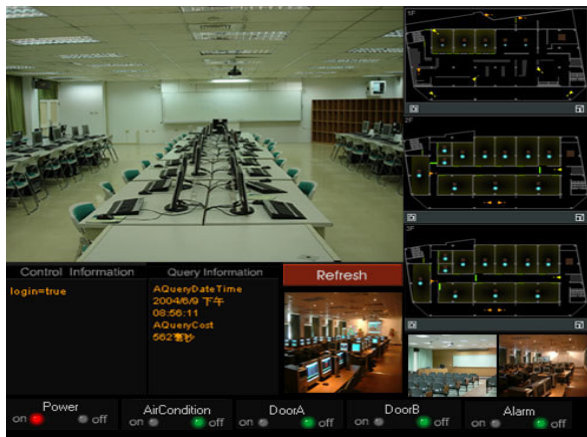 1F
2F
3F
Control Information
Query Information
Refresh
login=true
AQueryDateTime
2004/6/9 下午
08:56:11
AQueryCost
562毫秒
Power
on off
AirCondition
on off
DoorA
on off
DoorB
on off
Alarm
on off